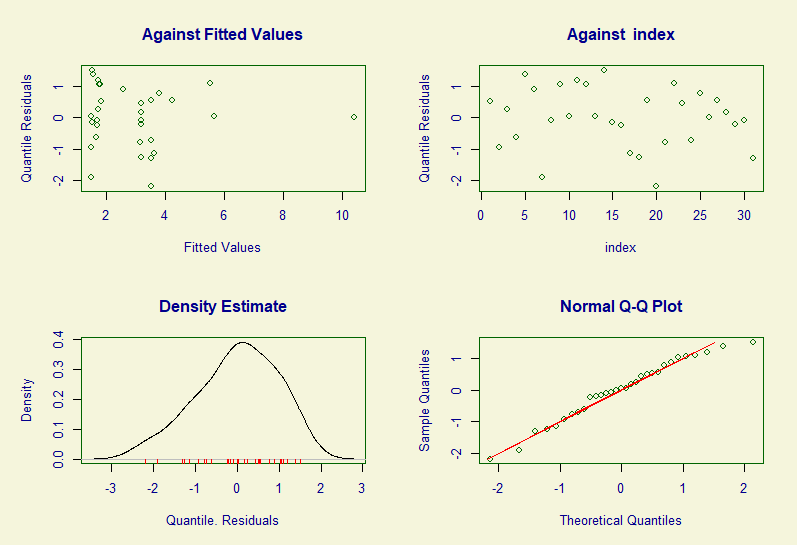 Against Fitted Values
Quantile Residuals
1
0
-1
-2
2 4 6 8 10
Fitted Values
Against index
Quantile Residuals
1
0
-1
-2
0 5 10 15 20 25 30
index
Density Estimate
Density
0.4
0.3
0.2
0.1
0.0
-3 -2 -1 0 1 2 3
Quantile. Residuals
Normal Q-Q Plot
Sample Quantiles
1
0
-1
-2
-2 -1 0 1 2
Theoretical Quantiles